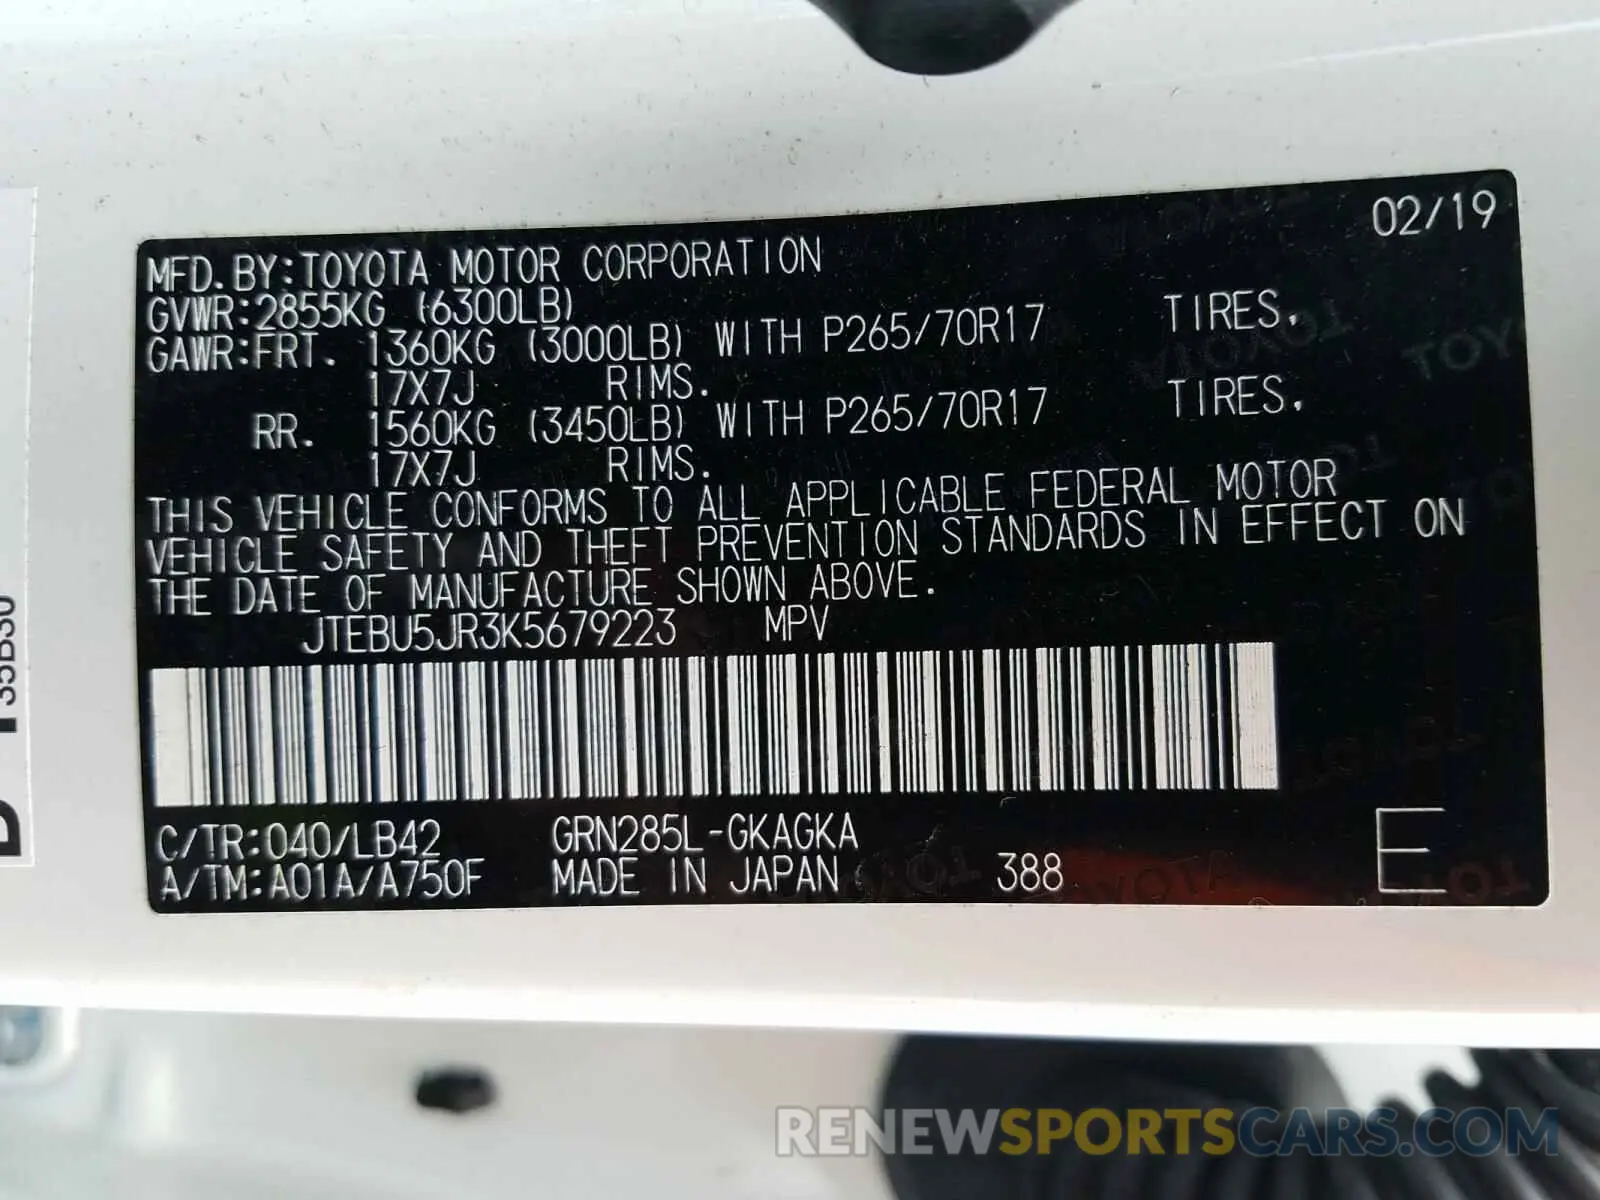 02/19
MFD.BY:TOYOTA MOTOR CORPORATION
GVWR:2855KG (6300LB)
GAWR:FRT. 1360KG (3000LB) WITH P265/70R17 TIRES,
17X7J RIMS.
RR. 1560KG (3450LB) WITH P265/70R17 TIRES,
17X7J RIMS.
THIS VEHICLE CONFORMS TO ALL APPLICABLE FEDERAL MOTOR
VEHICLE SAFETY AND THEFT PREVENTION STANDARDS IN EFFECT ON
THE DATE OF MANUFACTURE SHOWN ABOVE.
JTEBU5JR3K5679223 MPV
C/TR:040/LB42 GRN285L-GKAGKA
A/TM:A01A/A750F MADE IN JAPAN 388 E
RENEWSPORTSCARS.COM